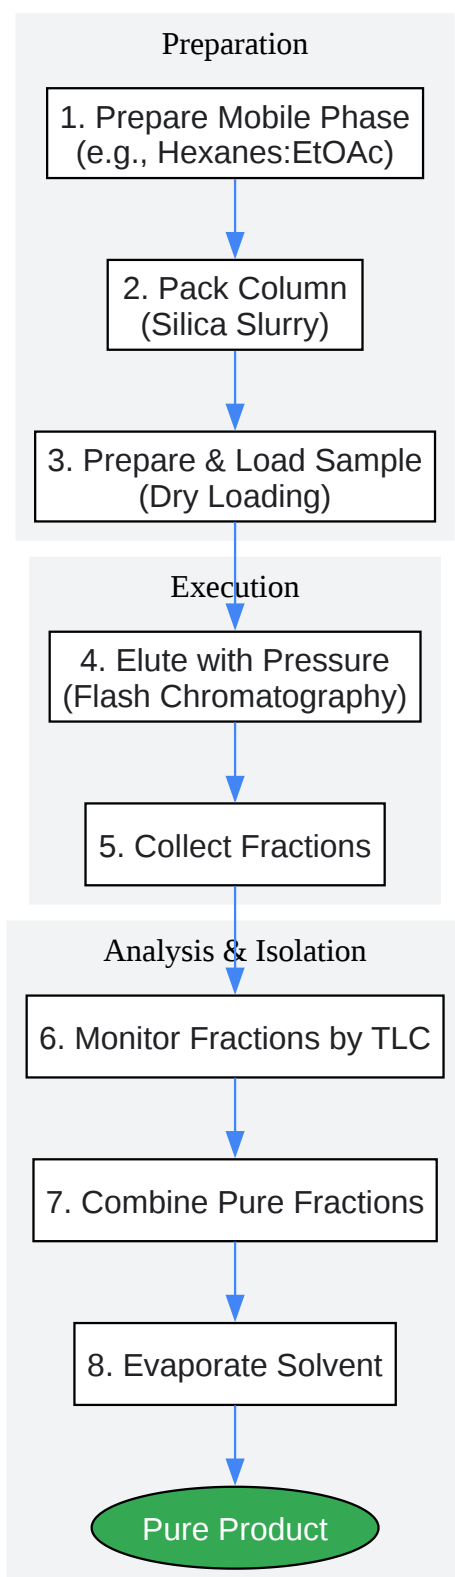 Preparation
1. Prepare Mobile Phase
(e.g., Hexanes:EtOAc)
2. Pack Column
(Silica Slurry)
3. Prepare & Load Sample
(Dry Loading)
Execution
4. Elute with Pressure
(Flash Chromatography)
5. Collect Fractions
Analysis & Isolation
6. Monitor Fractions by TLC
7. Combine Pure Fractions
8. Evaporate Solvent
Pure Product